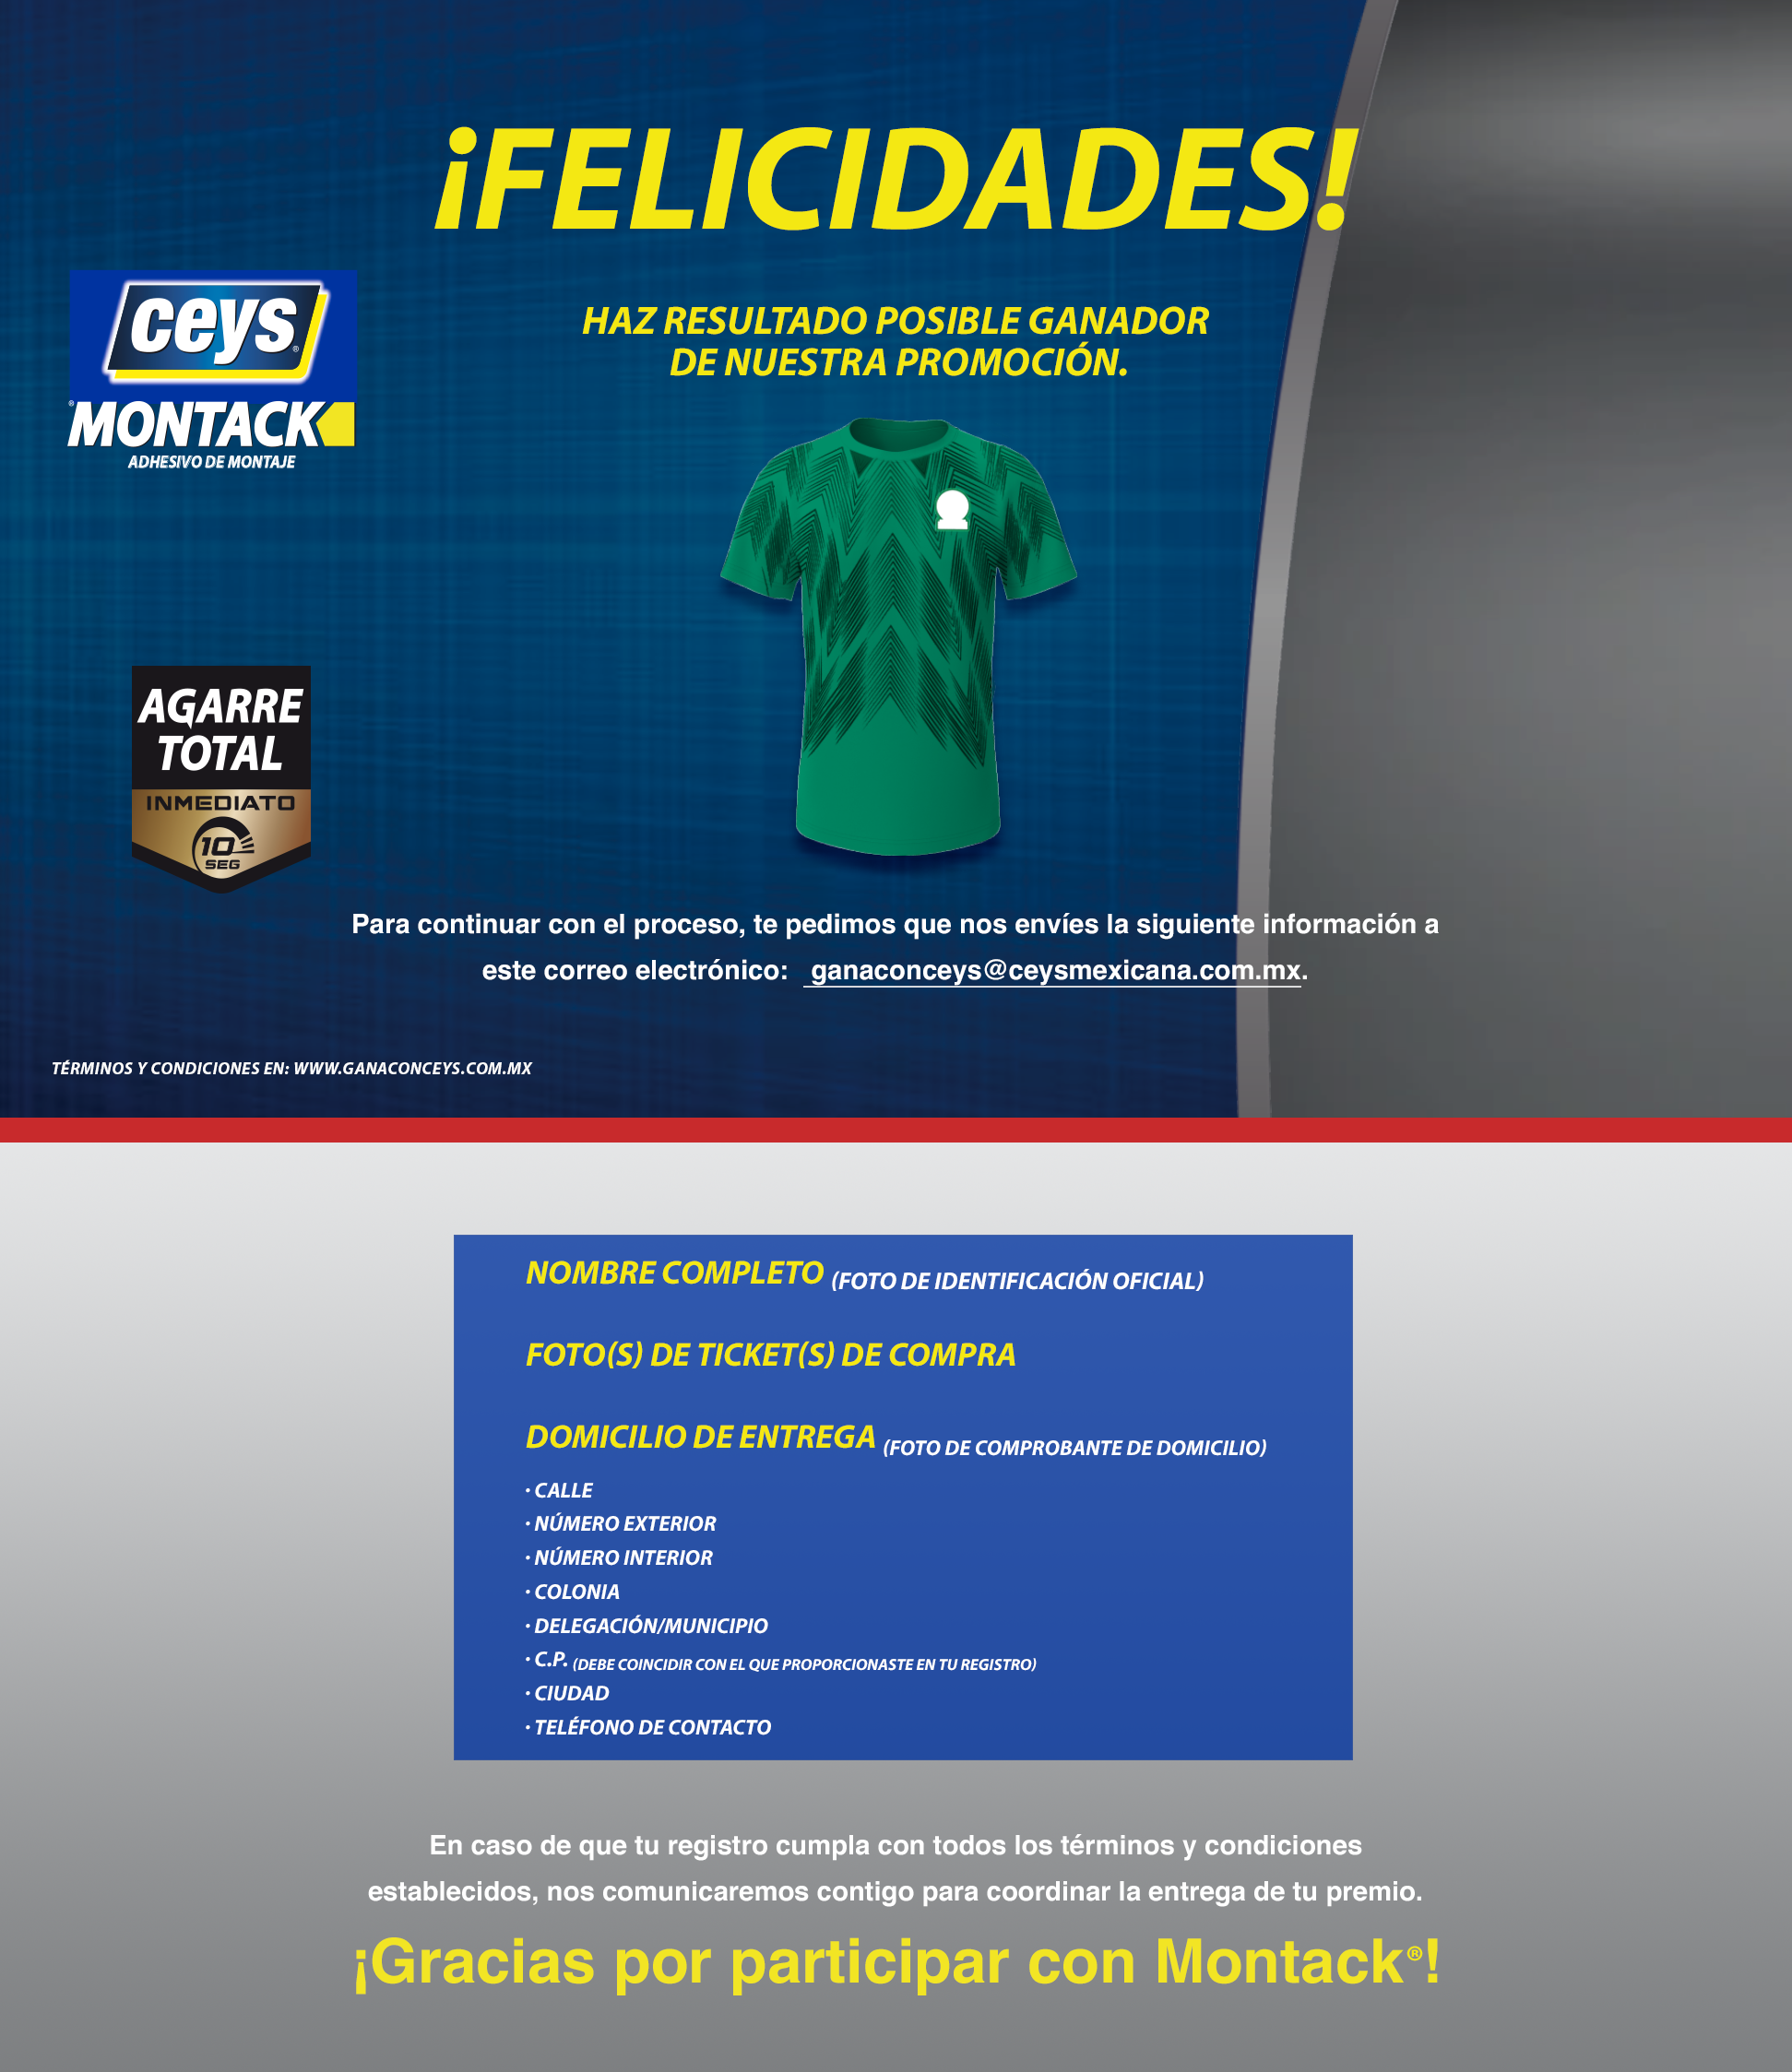 ¡FELICIDADES!
ceys®
®MONTACK
ADHESIVO DE MONTAJE
HAZ RESULTADO POSIBLE GANADOR
DE NUESTRA PROMOCIÓN.
AGARRE
TOTAL
INMEDIATO
10
SEG
Para continuar con el proceso, te pedimos que nos envíes la siguiente información a
este correo electrónico: ganaconceys@ceysmexicana.com.mx.
TÉRMINOS Y CONDICIONES EN: WWW.GANACONCEYS.COM.MX
NOMBRE COMPLETO (FOTO DE IDENTIFICACIÓN OFICIAL)
FOTO(S) DE TICKET(S) DE COMPRA
DOMICILIO DE ENTREGA (FOTO DE COMPROBANTE DE DOMICILIO)
· CALLE
· NÚMERO EXTERIOR
· NÚMERO INTERIOR
· COLONIA
· DELEGACIÓN/MUNICIPIO
· C.P. (DEBE COINCIDIR CON EL QUE PROPORCIONASTE EN TU REGISTRO)
· CIUDAD
· TELÉFONO DE CONTACTO
En caso de que tu registro cumpla con todos los términos y condiciones
establecidos, nos comunicaremos contigo para coordinar la entrega de tu premio.
¡Gracias por participar con Montack®!